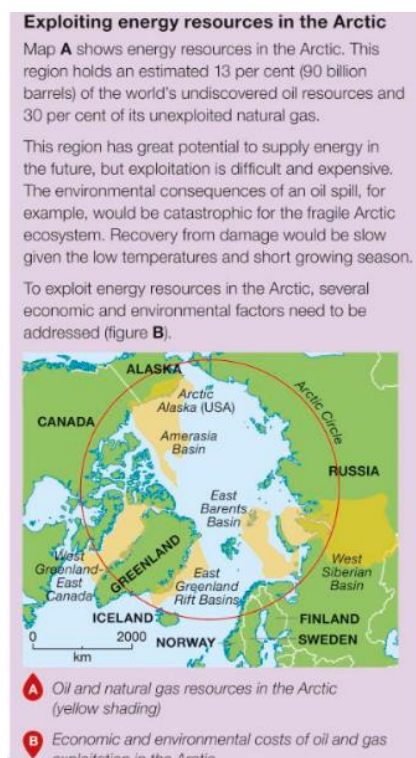 Exploiting energy resources in the Arctic
Map A shows energy resources in the Arctic. This
region holds an estimated 13 per cent (90 billion
barrels) of the world's undiscovered oil resources and
30 per cent of its unexploited natural gas.
This region has great potential to supply energy in
the future, but exploitation is difficult and expensive.
The environmental consequences of an oil spill, for
example, would be catastrophic for the fragile Arctic
ecosystem. Recovery from damage would be slow
given the low temperatures and short growing season.
To exploit energy resources in the Arctic, several
economic and environmental factors need to be
addressed (figure B).
ALASKA
Arctic
Alaska (USA)
Arctic Circle
CANADA
Amerasia
Basin
RUSSIA
East
Barents
Basin
West
Greenland-
East
Canada
GREENLAND
East
Greenland
Rift Basins
West
Siberian
Basin
ICELAND
FINLAND
NORWAY
SWEDEN
0 2000
km
A Oil and natural gas resources in the Arctic
(yellow shading)
B Economic and environmental costs of oil and gas
exploitation in the Arctic